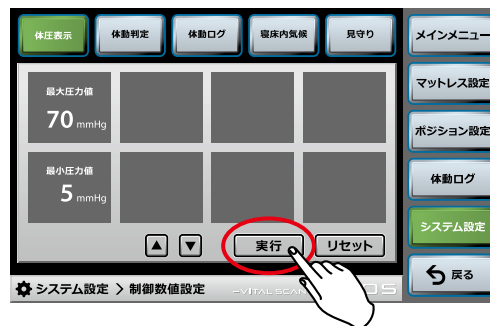 体圧表示
体動判定
体動ログ
寝床内気候
見守り
メインメニュー
マットレス設定
ポジション設定
体動ログ
システム設定
戻る
最大圧力値
70 mmHg
最小圧力値
5 mmHg
▲ ▼ 実行 リセット
システム設定 > 制御数値設定